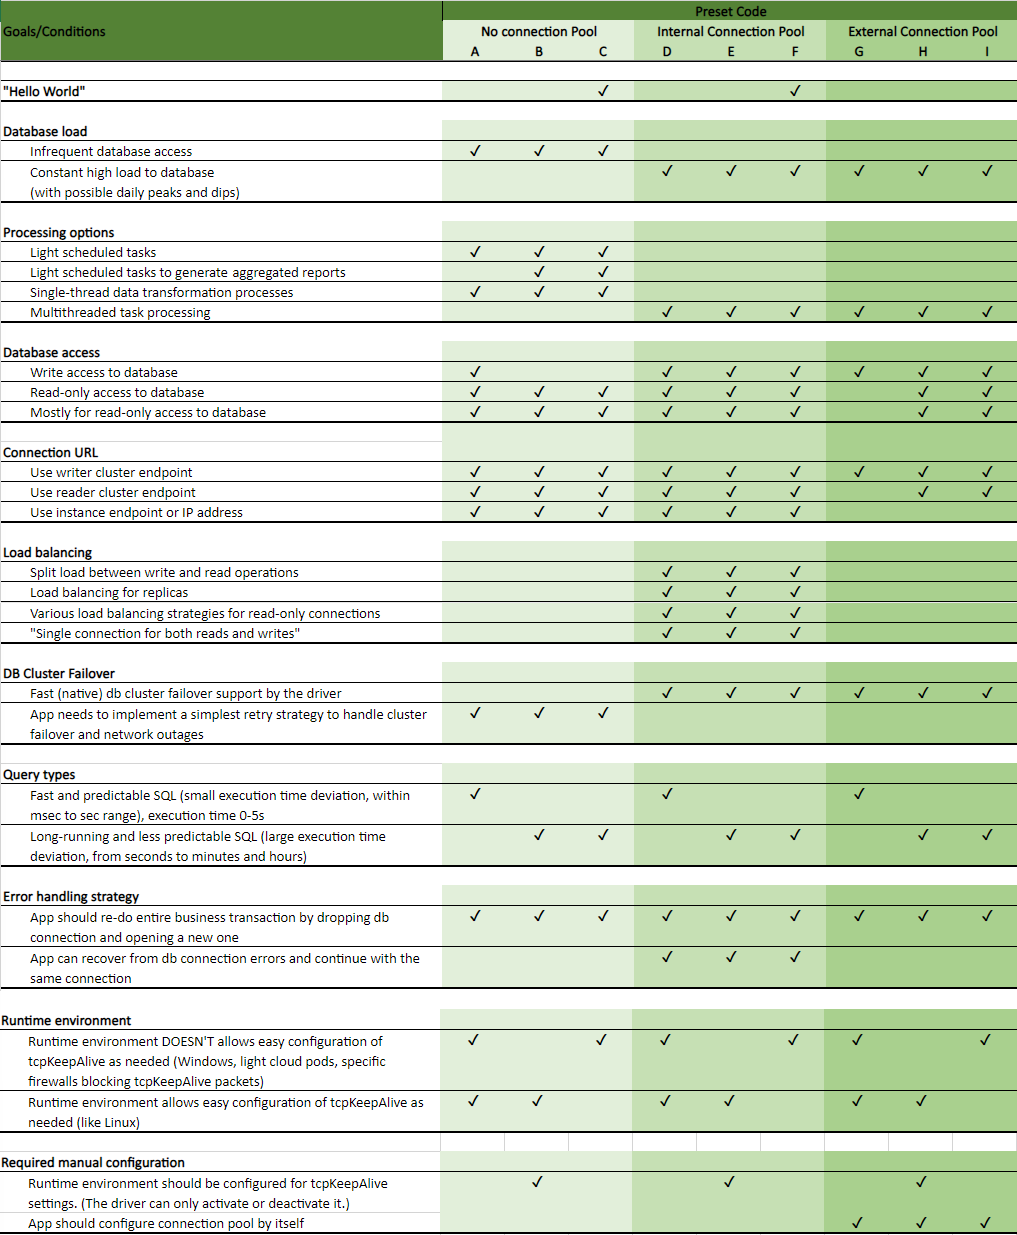 Preset Code
Goals/Conditions No connection Pool Internal Connection Pool External Connection Pool
A B C D E F G H I
"Hello World" ✓ ✓
Database load
Infrequent database access ✓ ✓ ✓
Constant high load to database ✓ ✓ ✓ ✓ ✓ ✓
(with possible daily peaks and dips)
Processing options
Light scheduled tasks ✓ ✓ ✓
Light scheduled tasks to generate aggregated reports ✓ ✓
Single-thread data transformation processes ✓ ✓ ✓
Multithreaded task processing ✓ ✓ ✓ ✓ ✓ ✓
Database access
Write access to database ✓ ✓ ✓ ✓ ✓ ✓ ✓
Read-only access to database ✓ ✓ ✓ ✓ ✓ ✓ ✓ ✓
Mostly for read-only access to database ✓ ✓ ✓ ✓ ✓ ✓ ✓ ✓
Connection URL
Use writer cluster endpoint ✓ ✓ ✓ ✓ ✓ ✓ ✓ ✓ ✓
Use reader cluster endpoint ✓ ✓ ✓ ✓ ✓ ✓ ✓ ✓
Use instance endpoint or IP address ✓ ✓ ✓ ✓ ✓ ✓
Load balancing
Split load between write and read operations ✓ ✓ ✓
Load balancing for replicas ✓ ✓ ✓
Various load balancing strategies for read-only connections ✓ ✓ ✓
"Single connection for both reads and writes" ✓ ✓ ✓
DB Cluster Failover
Fast (native) db cluster failover support by the driver ✓ ✓ ✓ ✓ ✓ ✓
App needs to implement a simplest retry strategy to handle cluster ✓ ✓ ✓
failover and network outages
Query types
Fast and predictable SQL (small execution time deviation, within ✓ ✓ ✓
msec to sec range), execution time 0-5s
Long-running and less predictable SQL (large execution time ✓ ✓ ✓ ✓ ✓ ✓
deviation, from seconds to minutes and hours)
Error handling strategy
App should re-do entire business transaction by dropping db ✓ ✓ ✓ ✓ ✓ ✓ ✓ ✓ ✓
connection and opening a new one
App can recover from db connection errors and continue with the ✓ ✓ ✓
same connection
Runtime environment
Runtime environment DOESN'T allows easy configuration of ✓ ✓ ✓ ✓ ✓ ✓
tcpKeepAlive as needed (Windows, light cloud pods, specific
firewalls blocking tcpKeepAlive packets)
Runtime environment allows easy configuration of tcpKeepAlive as ✓ ✓ ✓ ✓ ✓ ✓
needed (like Linux)
Required manual configuration
Runtime environment should be configured for tcpKeepAlive ✓ ✓ ✓
settings. (The driver can only activate or deactivate it.)
App should configure connection pool by itself ✓ ✓ ✓